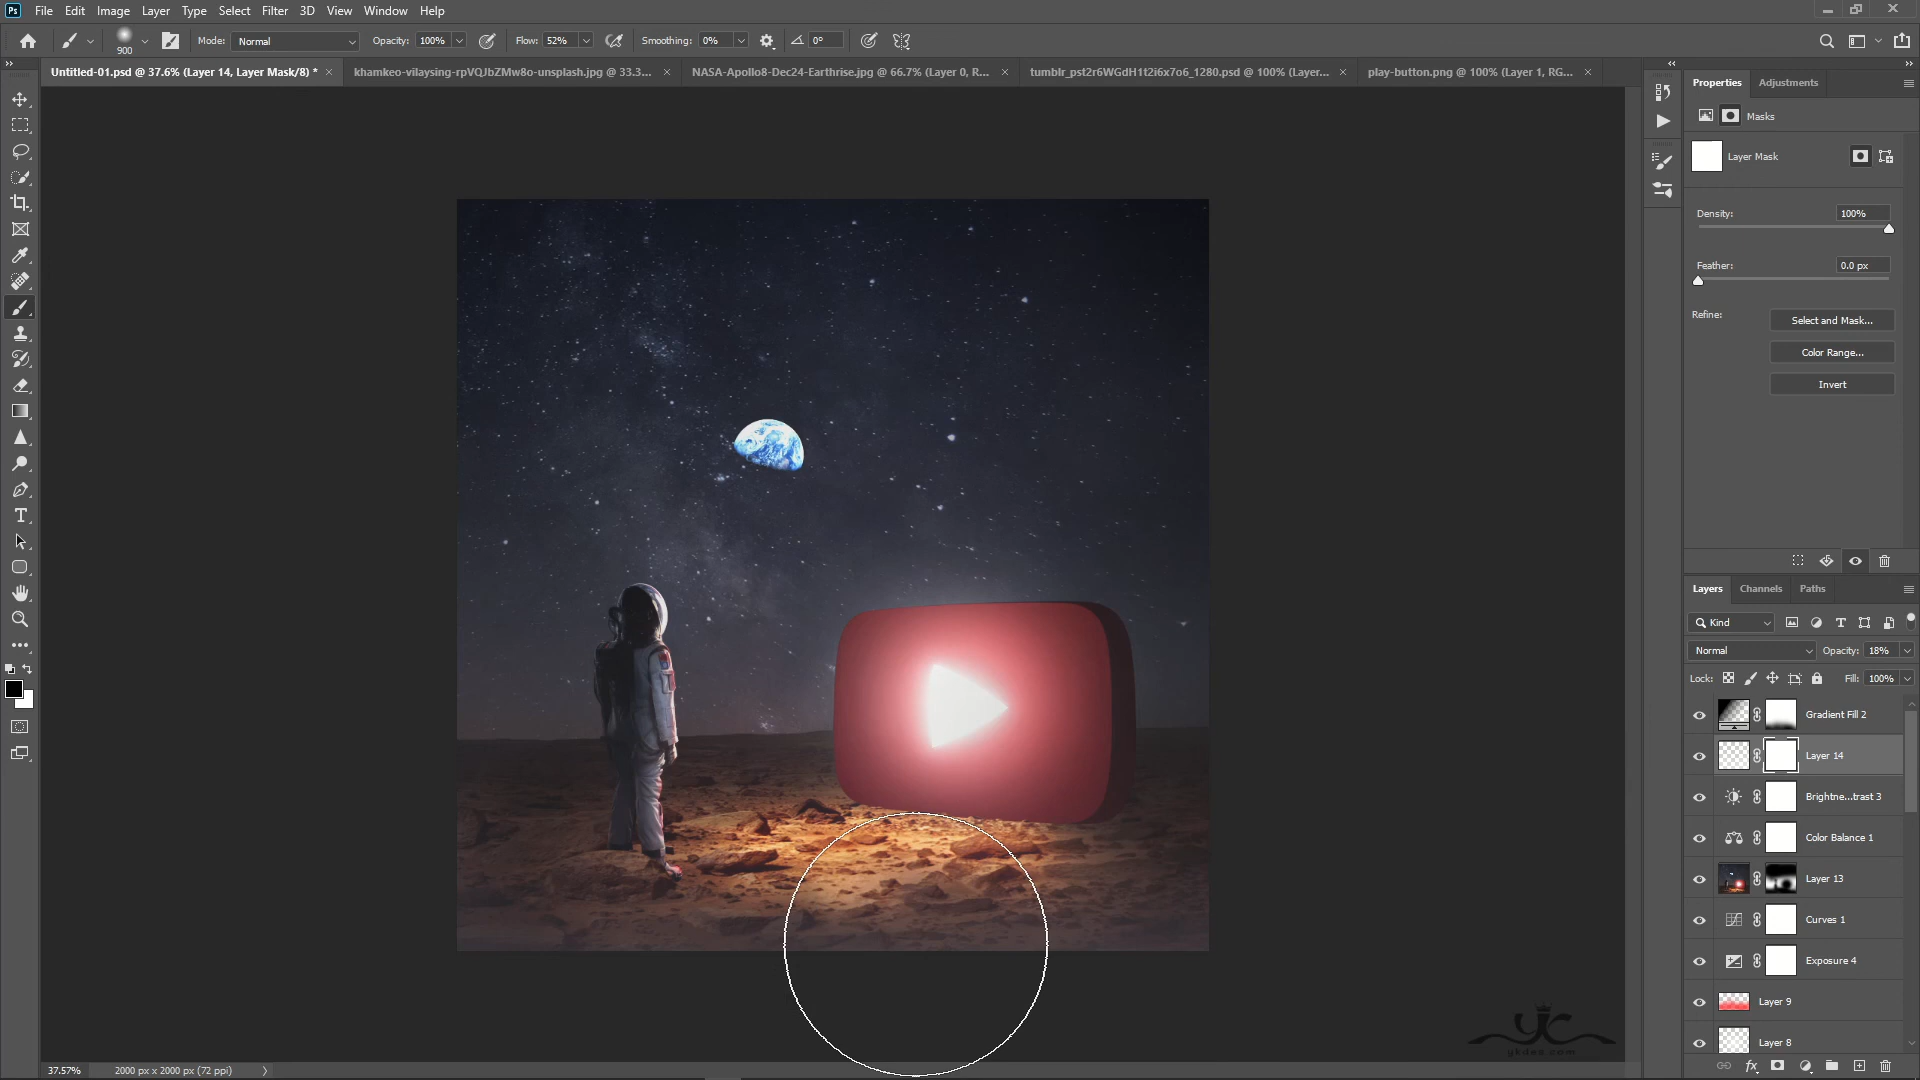 Ps File Edit Image Layer Type Select Filter 3D View Window Help
900 Mode: Normal Opacity: 100% Flow: 52% Smoothing: 0% 0°
Untitled-01.psd @ 37.6% (Layer 14, Layer Mask/8) * × khamkeo-vilaysing-rpVQJbZMw8o-unsplash.jpg @ 33.3... × NASA-Apollo8-Dec24-Earthrise.jpg @ 66.7% (Layer 0, R... × tumblr_pst2r6WGdH1t2i6x7o6_1280.psd @ 100% (Layer... × play-button.png @ 100% (Layer 1, RG... ×
Properties Adjustments
Masks
Layer Mask
Density: 100%
Feather: 0.0 px
Refine: Select and Mask...
Color Range...
Invert
Layers Channels Paths
Kind
Normal Opacity: 18%
Lock: Fill: 100%
Gradient Fill 2
Layer 14
Brightne...trast 3
Color Balance 1
Layer 13
Curves 1
Exposure 4
Layer 9
Layer 8
37.57% 2000 px x 2000 px (72 ppi)